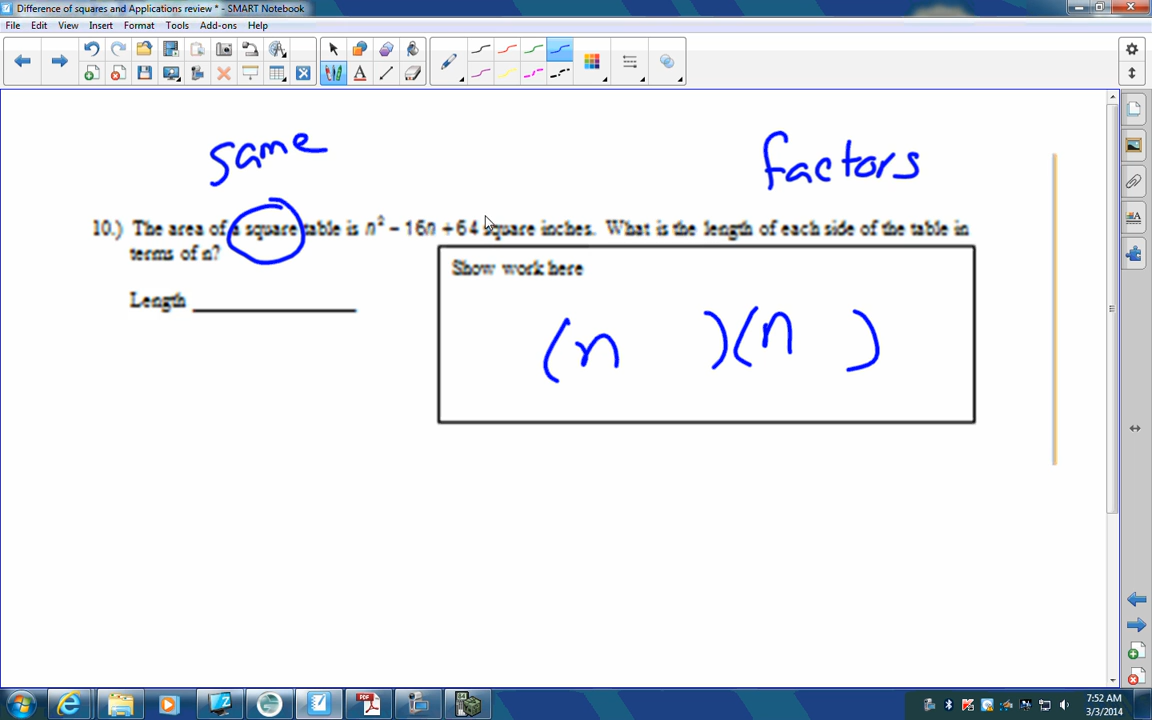 Difference of squares and Applications review * - SMART Notebook
File Edit View Insert Format Tools Add-ons Help
same
factors
10.) The area of a square table is n² − 16n + 64 square inches. What is the length of each side of the table in
terms of n?
Show work here
Length ____________
(n )(n )
7:52 AM
3/3/2014